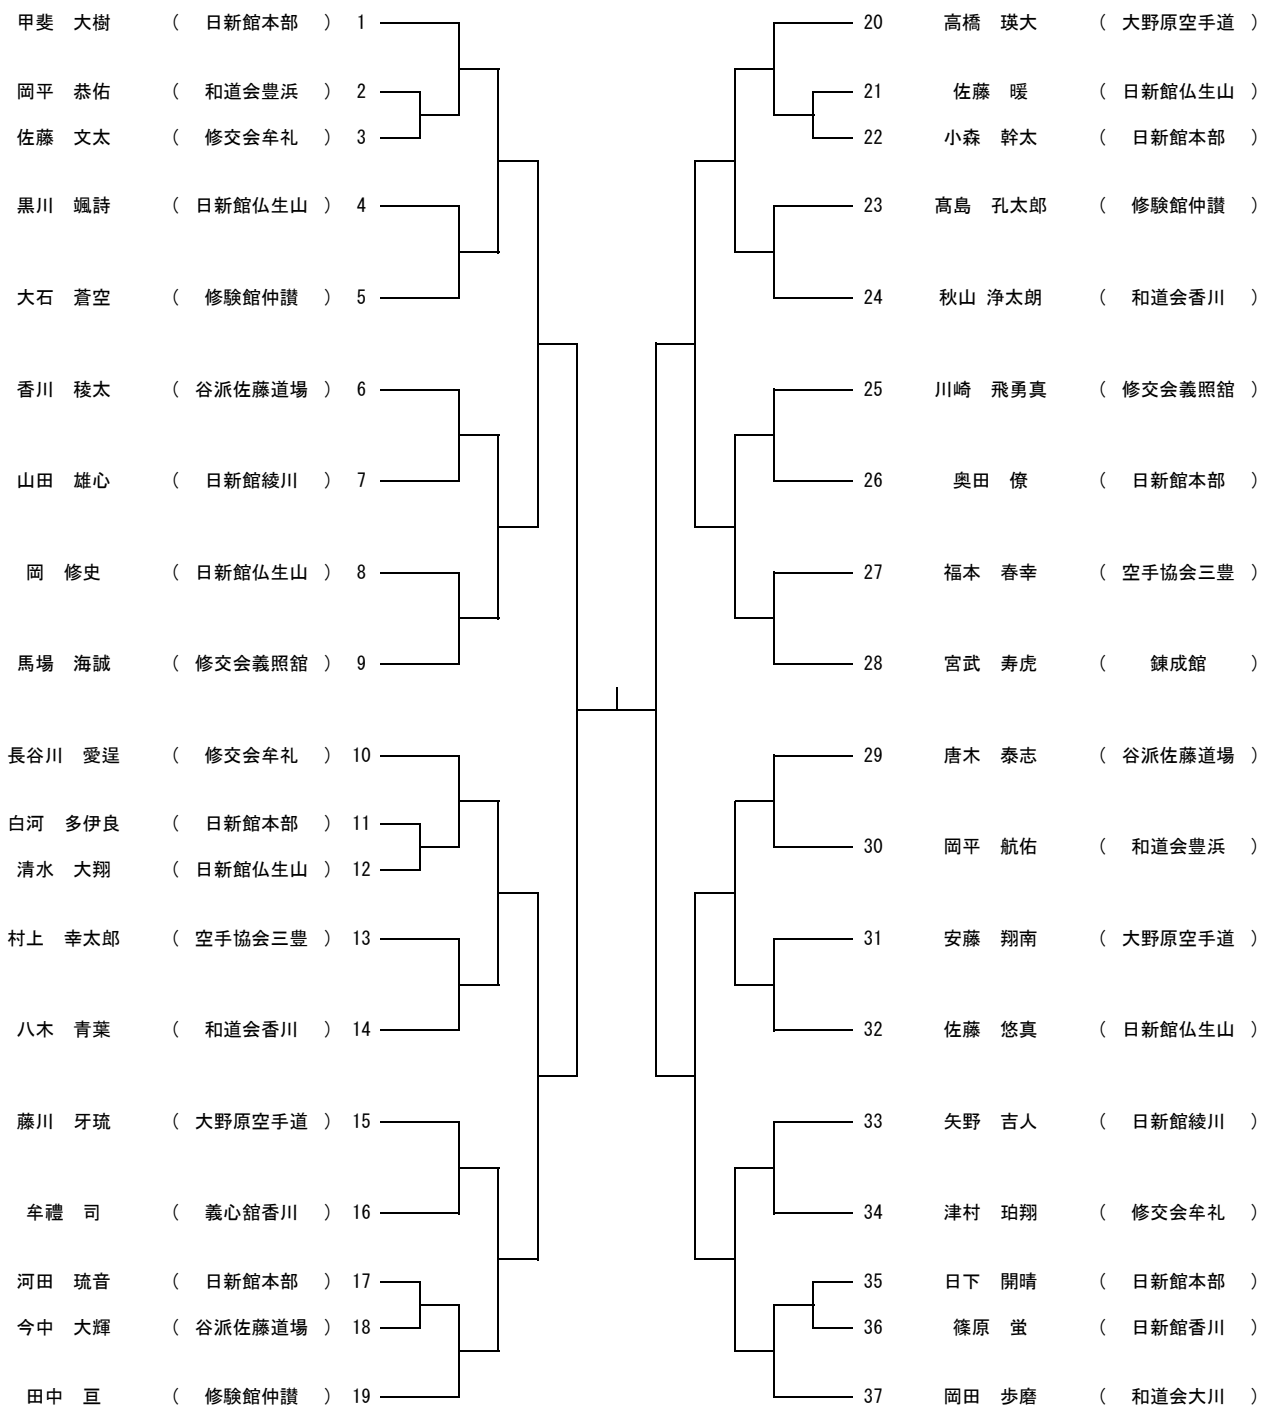 甲斐　大樹 （ 日新館本部 ） 1
岡平　恭佑 （ 和道会豊浜 ） 2
佐藤　文太 （ 修交会牟礼 ） 3
黒川　颯詩 （ 日新館仏生山 ） 4
大石　蒼空 （ 修験館仲讃 ） 5
香川　稜太 （ 谷派佐藤道場 ） 6
山田　雄心 （ 日新館綾川 ） 7
岡　修史 （ 日新館仏生山 ） 8
馬場　海誠 （ 修交会義照舘 ） 9
長谷川　愛逞 （ 修交会牟礼 ） 10
白河　多伊良 （ 日新館本部 ） 11
清水　大翔 （ 日新館仏生山 ） 12
村上　幸太郎 （ 空手協会三豊 ） 13
八木　青葉 （ 和道会香川 ） 14
藤川　牙琉 （ 大野原空手道 ） 15
牟禮　司 （ 義心舘香川 ） 16
河田　琉音 （ 日新館本部 ） 17
今中　大輝 （ 谷派佐藤道場 ） 18
田中　亘 （ 修験館仲讃 ） 19
20 高橋　瑛大 （ 大野原空手道 ）
21 佐藤　暖 （ 日新館仏生山 ）
22 小森　幹太 （ 日新館本部 ）
23 髙島　孔太郎 （ 修験館仲讃 ）
24 秋山 浄太朗 （ 和道会香川 ）
25 川崎　飛勇真 （ 修交会義照舘 ）
26 奥田　僚 （ 日新館本部 ）
27 福本　春幸 （ 空手協会三豊 ）
28 宮武　寿虎 （ 錬成館 ）
29 唐木　泰志 （ 谷派佐藤道場 ）
30 岡平　航佑 （ 和道会豊浜 ）
31 安藤　翔南 （ 大野原空手道 ）
32 佐藤　悠真 （ 日新館仏生山 ）
33 矢野　吉人 （ 日新館綾川 ）
34 津村　珀翔 （ 修交会牟礼 ）
35 日下　開晴 （ 日新館本部 ）
36 篠原　蛍 （ 日新館香川 ）
37 岡田　歩磨 （ 和道会大川 ）